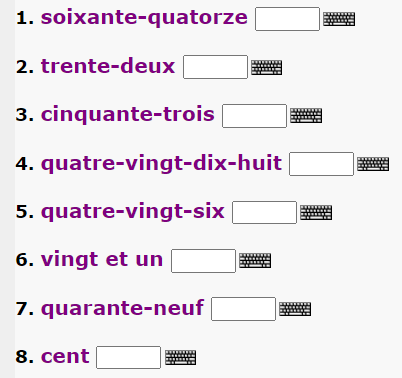 1. soixante-quatorze
2. trente-deux
3. cinquante-trois
4. quatre-vingt-dix-huit
5. quatre-vingt-six
6. vingt et un
7. quarante-neuf
8. cent